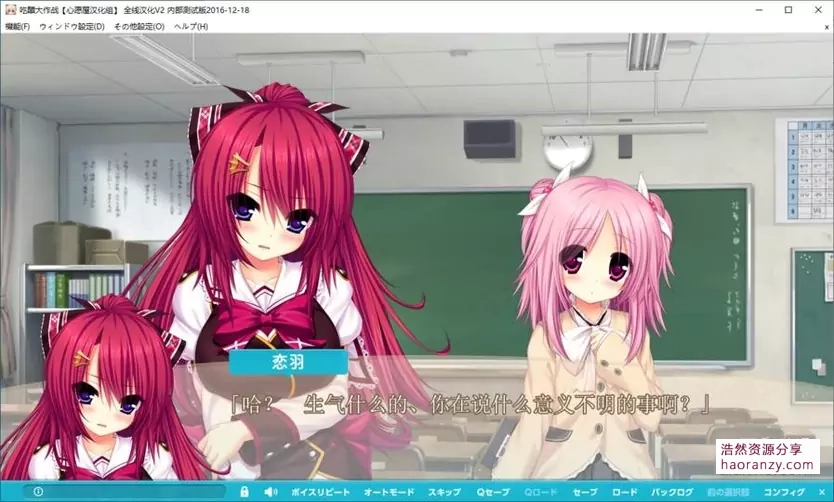 吃醋大作战【心愿屋汉化组】 全线汉化V2 内部测试版2016-12-18
機能(F) ウィンドウ設定(D) その他設定(O) ヘルプ(H)
恋羽
「哈？ 生气什么的、你在说什么意义不明的事啊？」
浩然资源分享
haoranzy.com
ボイスリピート オートモード スキップ Qセーブ Qロード セーブ ロード バックログ 前の選択肢 コンフィグ